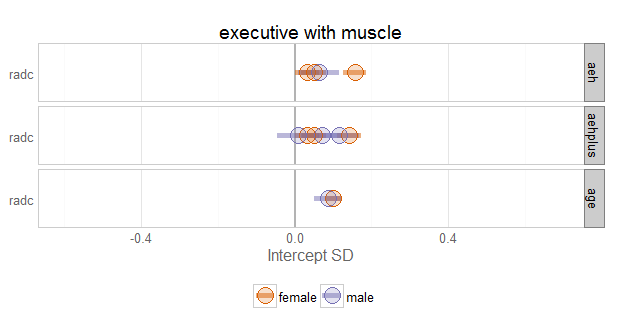 executive with muscle
radc
aeh
radc
aehplus
radc
age
-0.4
0.0
0.4
Intercept SD
female
male